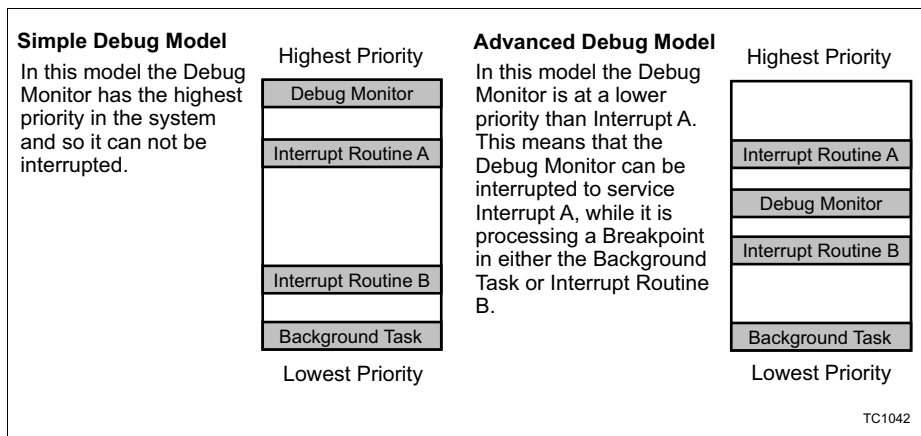 Simple Debug Model
In this model the Debug
Monitor has the highest
priority in the system
and so it can not be
interrupted.
Highest Priority
Debug Monitor
Interrupt Routine A
Interrupt Routine B
Background Task
Lowest Priority
Advanced Debug Model
In this model the Debug
Monitor is at a lower
priority than Interrupt A.
This means that the
Debug Monitor can be
interrupted to service
Interrupt A, while it is
processing a Breakpoint
in either the Background
Task or Interrupt Routine
B.
Highest Priority
Interrupt Routine A
Debug Monitor
Interrupt Routine B
Background Task
Lowest Priority
TC1042